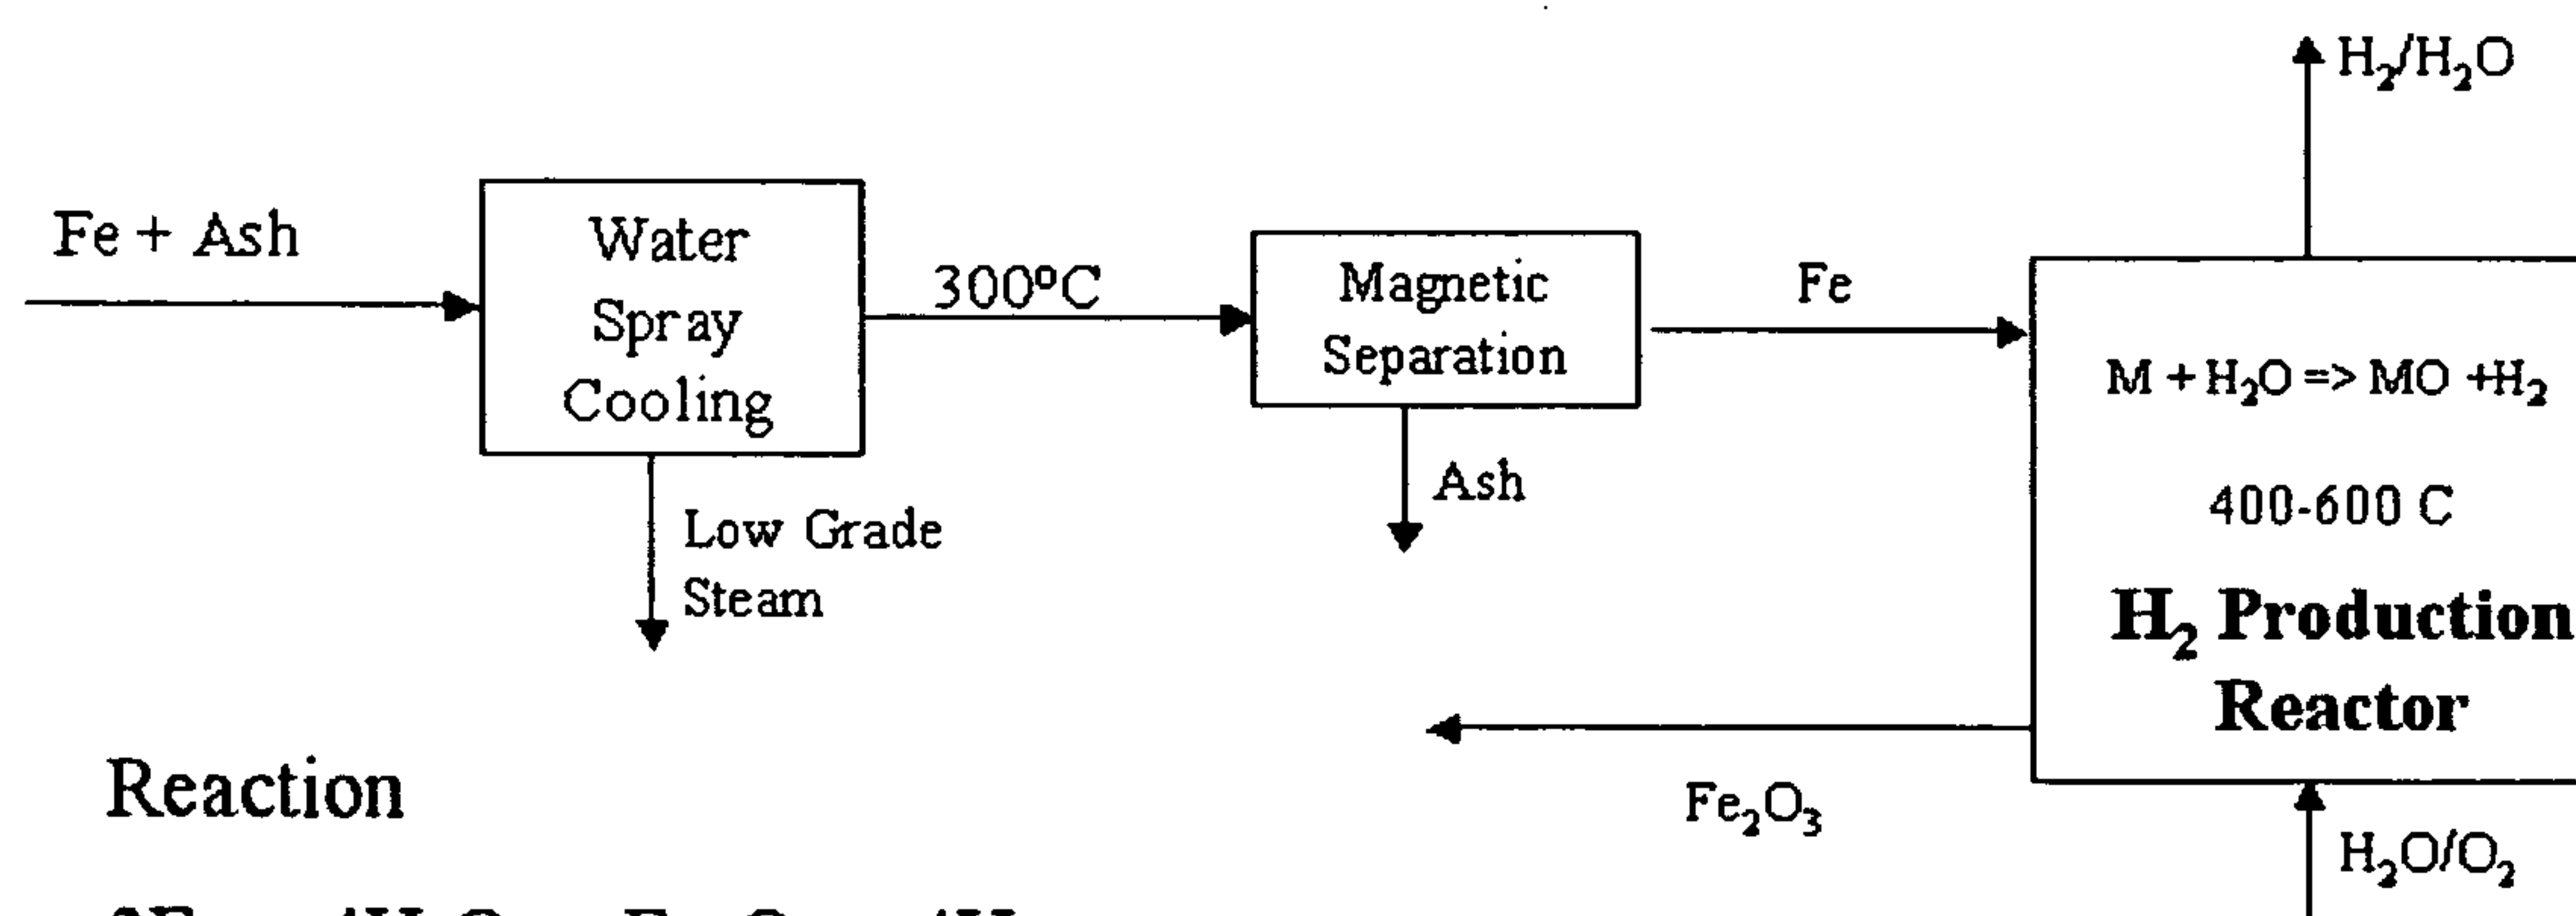 H₂/H₂O
Fe + Ash
Water
Spray
Cooling
300ºC
Magnetic
Separation
Fe
M + H₂O => MO +H₂
400-600 C
H₂ Production
Reactor
Ash
Low Grade
Steam
Fe₂O₃
H₂O/O₂
Reaction